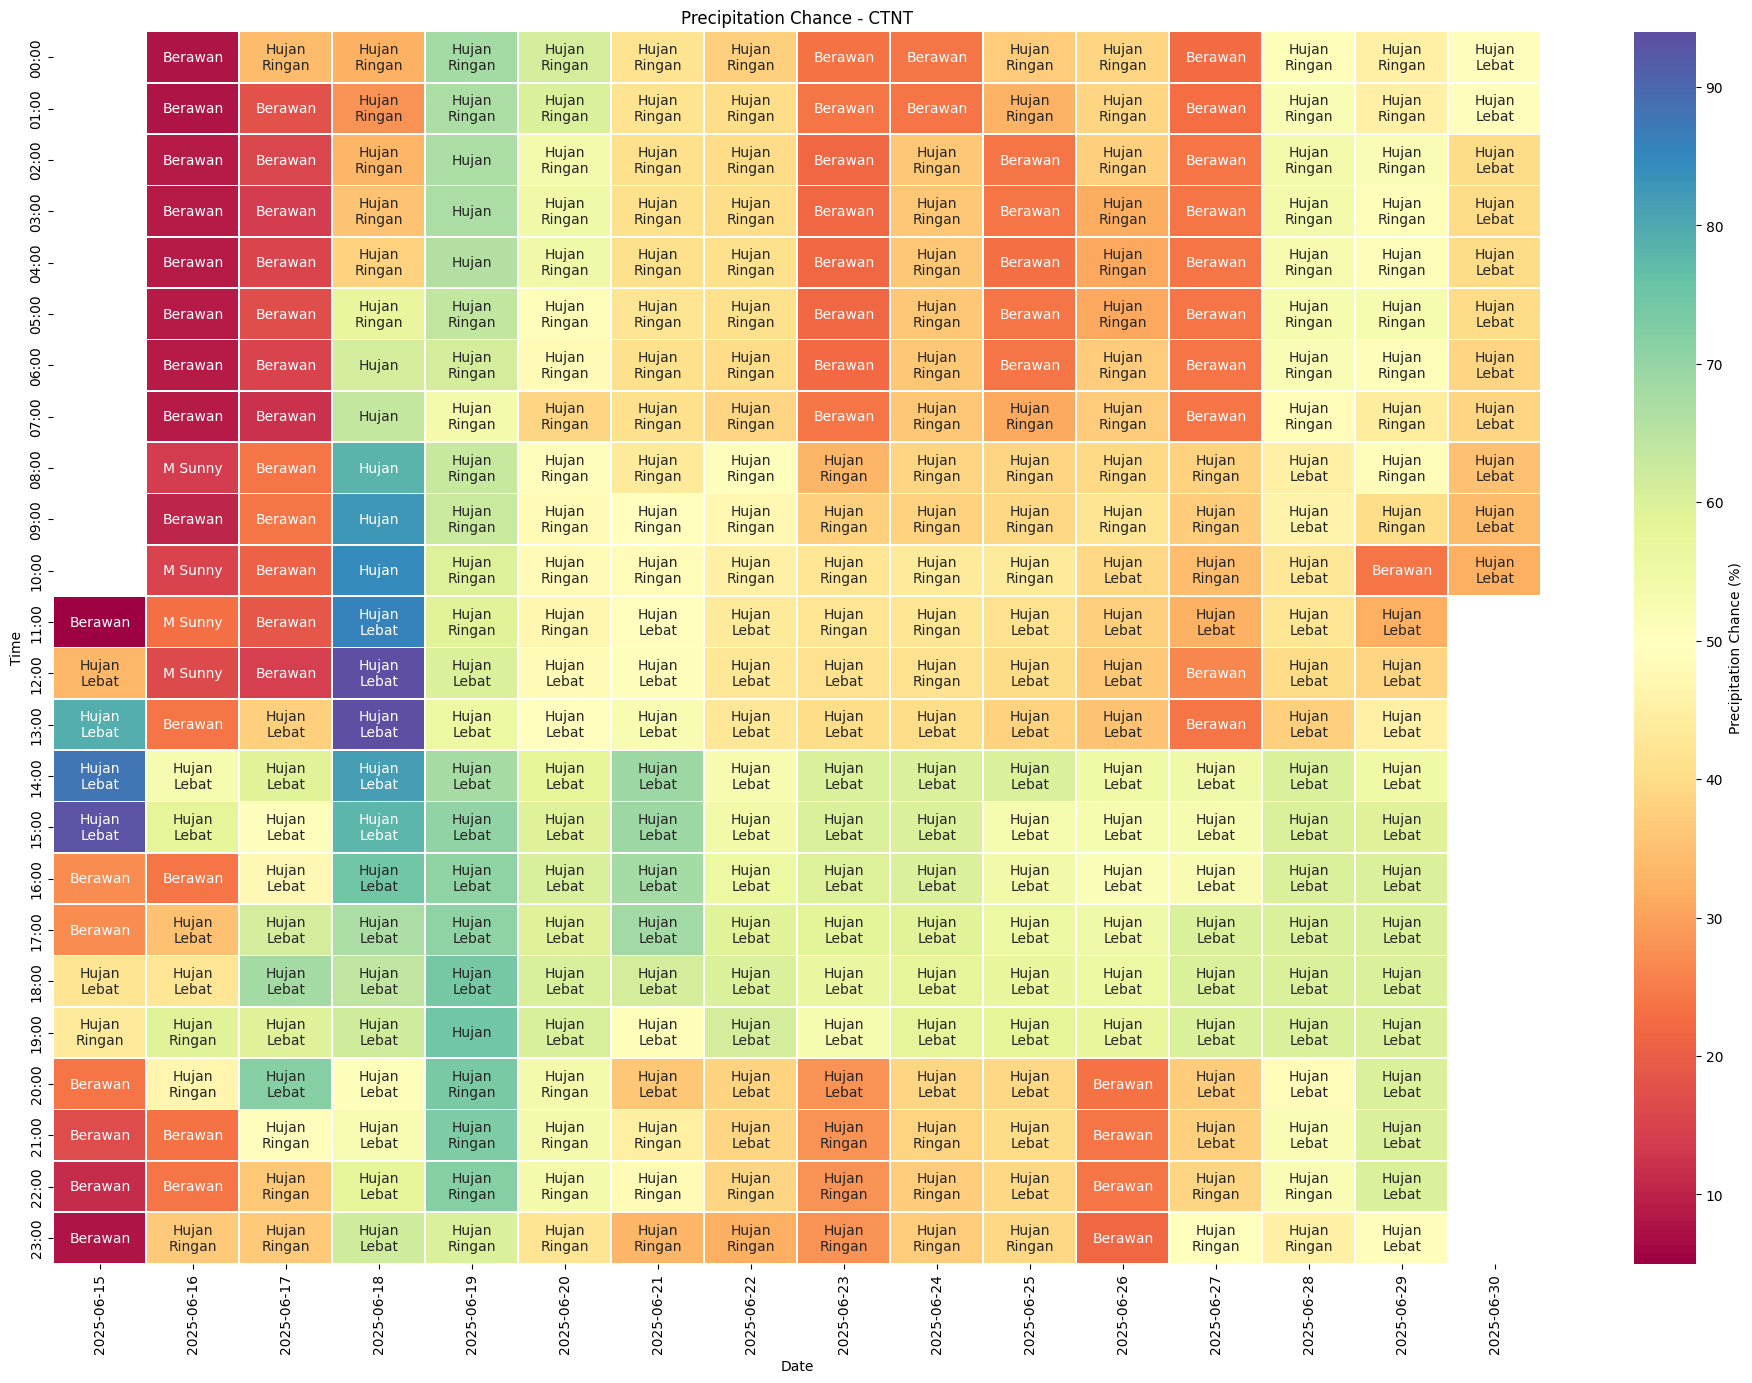 Precipitation Chance - CTNT
00:00 Berawan Hujan Ringan Hujan Ringan Hujan Ringan Hujan Ringan Hujan Ringan Hujan Ringan Berawan Berawan Hujan Ringan Hujan Ringan Berawan Hujan Ringan Hujan Ringan Hujan Lebat
01:00 Berawan Berawan Hujan Ringan Hujan Ringan Hujan Ringan Hujan Ringan Hujan Ringan Berawan Berawan Hujan Ringan Hujan Ringan Berawan Hujan Ringan Hujan Ringan Hujan Lebat
02:00 Berawan Berawan Hujan Ringan Hujan Hujan Ringan Hujan Ringan Hujan Ringan Berawan Hujan Ringan Berawan Hujan Ringan Berawan Hujan Ringan Hujan Ringan Hujan Lebat
03:00 Berawan Berawan Hujan Ringan Hujan Hujan Ringan Hujan Ringan Hujan Ringan Berawan Hujan Ringan Berawan Hujan Ringan Berawan Hujan Ringan Hujan Ringan Hujan Lebat
04:00 Berawan Berawan Hujan Ringan Hujan Hujan Ringan Hujan Ringan Hujan Ringan Berawan Hujan Ringan Berawan Hujan Ringan Berawan Hujan Ringan Hujan Ringan Hujan Lebat
05:00 Berawan Berawan Hujan Ringan Hujan Ringan Hujan Ringan Hujan Ringan Hujan Ringan Berawan Hujan Ringan Berawan Hujan Ringan Berawan Hujan Ringan Hujan Ringan Hujan Lebat
06:00 Berawan Berawan Hujan Hujan Ringan Hujan Ringan Hujan Ringan Hujan Ringan Berawan Hujan Ringan Berawan Hujan Ringan Berawan Hujan Ringan Hujan Ringan Hujan Lebat
07:00 Berawan Berawan Hujan Hujan Ringan Hujan Ringan Hujan Ringan Hujan Ringan Berawan Hujan Ringan Hujan Ringan Hujan Ringan Berawan Hujan Ringan Hujan Ringan Hujan Lebat
08:00 M Sunny Berawan Hujan Hujan Ringan Hujan Ringan Hujan Ringan Hujan Ringan Hujan Ringan Hujan Ringan Hujan Ringan Hujan Ringan Hujan Ringan Hujan Lebat Hujan Ringan Hujan Lebat
09:00 Berawan Berawan Hujan Hujan Ringan Hujan Ringan Hujan Ringan Hujan Ringan Hujan Ringan Hujan Ringan Hujan Ringan Hujan Ringan Hujan Ringan Hujan Lebat Hujan Ringan Hujan Lebat
10:00 M Sunny Berawan Hujan Hujan Ringan Hujan Ringan Hujan Ringan Hujan Ringan Hujan Ringan Hujan Ringan Hujan Ringan Hujan Lebat Hujan Ringan Hujan Lebat Berawan Hujan Lebat
11:00 Berawan M Sunny Berawan Hujan Lebat Hujan Ringan Hujan Ringan Hujan Lebat Hujan Lebat Hujan Ringan Hujan Ringan Hujan Lebat Hujan Lebat Hujan Lebat Hujan Lebat Hujan Lebat
Time
12:00 Hujan Lebat M Sunny Berawan Hujan Lebat Hujan Lebat Hujan Lebat Hujan Lebat Hujan Lebat Hujan Lebat Hujan Ringan Hujan Lebat Hujan Lebat Berawan Hujan Lebat Hujan Lebat
13:00 Hujan Lebat Berawan Hujan Lebat Hujan Lebat Hujan Lebat Hujan Lebat Hujan Lebat Hujan Lebat Hujan Lebat Hujan Lebat Hujan Lebat Hujan Lebat Berawan Hujan Lebat Hujan Lebat
14:00 Hujan Lebat Hujan Lebat Hujan Lebat Hujan Lebat Hujan Lebat Hujan Lebat Hujan Lebat Hujan Lebat Hujan Lebat Hujan Lebat Hujan Lebat Hujan Lebat Hujan Lebat Hujan Lebat Hujan Lebat
15:00 Hujan Lebat Hujan Lebat Hujan Lebat Hujan Lebat Hujan Lebat Hujan Lebat Hujan Lebat Hujan Lebat Hujan Lebat Hujan Lebat Hujan Lebat Hujan Lebat Hujan Lebat Hujan Lebat Hujan Lebat
16:00 Berawan Berawan Hujan Lebat Hujan Lebat Hujan Lebat Hujan Lebat Hujan Lebat Hujan Lebat Hujan Lebat Hujan Lebat Hujan Lebat Hujan Lebat Hujan Lebat Hujan Lebat Hujan Lebat
17:00 Berawan Hujan Lebat Hujan Lebat Hujan Lebat Hujan Lebat Hujan Lebat Hujan Lebat Hujan Lebat Hujan Lebat Hujan Lebat Hujan Lebat Hujan Lebat Hujan Lebat Hujan Lebat Hujan Lebat
18:00 Hujan Lebat Hujan Lebat Hujan Lebat Hujan Lebat Hujan Lebat Hujan Lebat Hujan Lebat Hujan Lebat Hujan Lebat Hujan Lebat Hujan Lebat Hujan Lebat Hujan Lebat Hujan Lebat Hujan Lebat
19:00 Hujan Ringan Hujan Ringan Hujan Lebat Hujan Lebat Hujan Hujan Lebat Hujan Lebat Hujan Lebat Hujan Lebat Hujan Lebat Hujan Lebat Hujan Lebat Hujan Lebat Hujan Lebat Hujan Lebat
20:00 Berawan Hujan Ringan Hujan Lebat Hujan Lebat Hujan Ringan Hujan Ringan Hujan Lebat Hujan Lebat Hujan Lebat Hujan Lebat Hujan Lebat Berawan Hujan Lebat Hujan Lebat Hujan Lebat
21:00 Berawan Berawan Hujan Ringan Hujan Lebat Hujan Ringan Hujan Ringan Hujan Ringan Hujan Lebat Hujan Ringan Hujan Ringan Hujan Lebat Berawan Hujan Lebat Hujan Lebat Hujan Lebat
22:00 Berawan Berawan Hujan Ringan Hujan Lebat Hujan Ringan Hujan Ringan Hujan Ringan Hujan Ringan Hujan Ringan Hujan Ringan Hujan Lebat Berawan Hujan Ringan Hujan Ringan Hujan Lebat
23:00 Berawan Hujan Ringan Hujan Ringan Hujan Lebat Hujan Ringan Hujan Ringan Hujan Ringan Hujan Ringan Hujan Ringan Hujan Ringan Hujan Ringan Berawan Hujan Ringan Hujan Ringan Hujan Lebat
2025-06-15 2025-06-16 2025-06-17 2025-06-18 2025-06-19 2025-06-20 2025-06-21 2025-06-22 2025-06-23 2025-06-24 2025-06-25 2025-06-26 2025-06-27 2025-06-28 2025-06-29 2025-06-30
Date
90
80
70
60
50
40
30
20
10
Precipitation Chance (%)